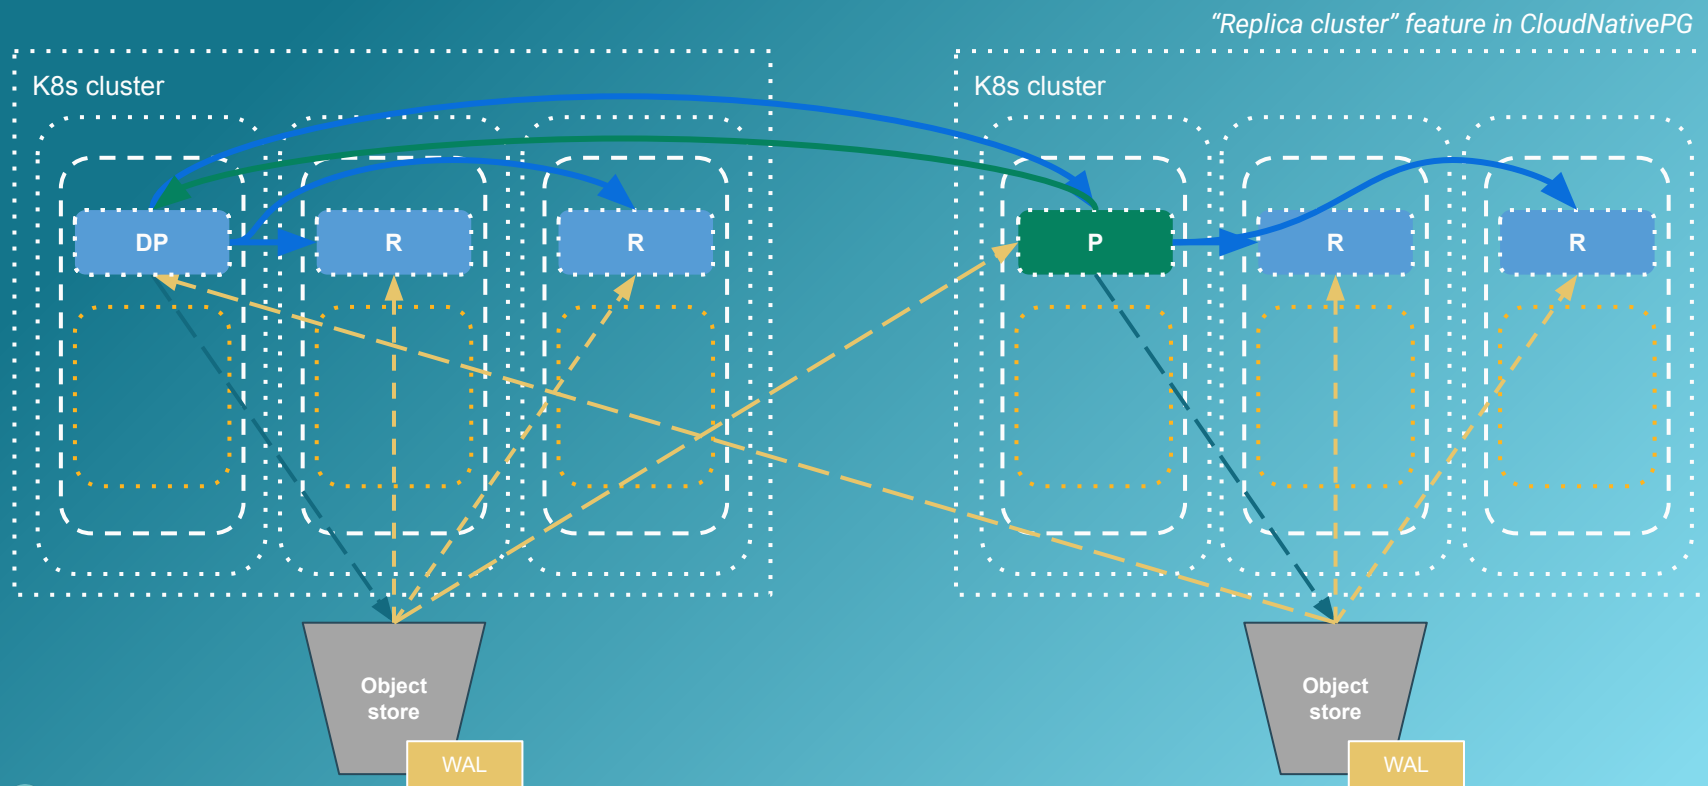 “Replica cluster” feature in CloudNativePG
K8s cluster
K8s cluster
DP
R
R
P
R
R
Object
store
Object
store
WAL
WAL